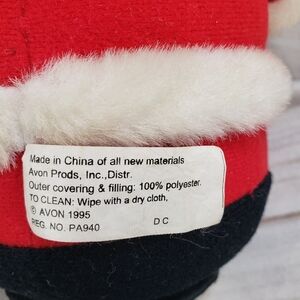 Made in China of all new materials
Avon Prods, Inc.,Distr.
Outer covering & filling: 100% polyester.
TO CLEAN: Wipe with a dry cloth.
© AVON 1995
REG. NO. PA940 D C